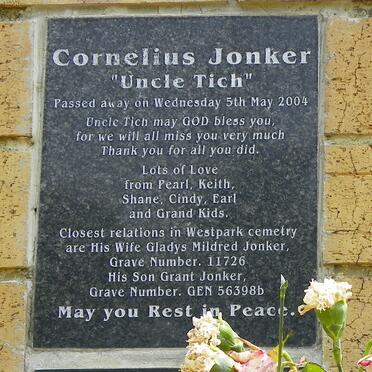 Cornelius Jonker
"Uncle Tich"
Passed away on Wednesday 5th May 2004
Uncle Tich may GOD bless you,
for we will all miss you very much
Thank you for all you did.
Lots of Love
from Pearl, Keith,
Shane, Cindy, Earl
and Grand Kids.
Closest relations in Westpark cemetry
are His Wife Gladys Mildred Jonker,
Grave Number. 11726
His Son Grant Jonker,
Grave Number. GEN 56398b
May you Rest in Peace.